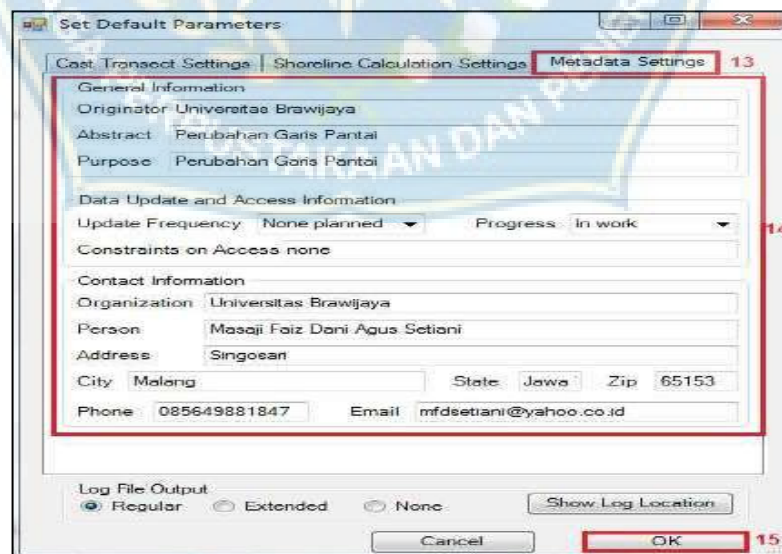 Set Default Parameters
Cast Transect Settings Shoreline Calculation Settings Metadata Settings 13
General Information
Originator Universitas Brawijaya
Abstract Perubahan Garis Pantai
Purpose Perubahan Garis Pantai
PUSTAKAAN DAN
Data Update and Access Information
Update Frequency None planned Progress In work
14
Constraints on Access none
Contact Information
Organization Universitas Brawijaya
Person Masaji Faiz Dani Agus Setiani
Address Singosari
City Malang State Jawa Zip 65153
Phone 085649881847 Email mfdsetiani@yahoo.co.id
Log File Output
Regular Extended None Show Log Location
Cancel OK 15